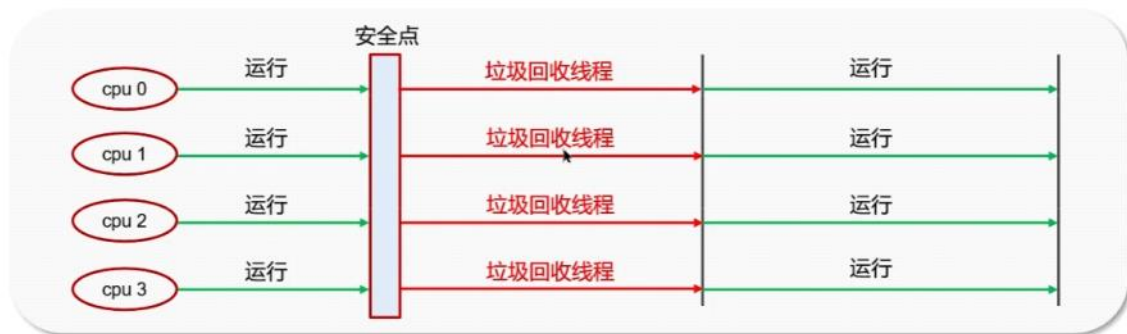 安全点
cpu 0 运行 垃圾回收线程 运行
cpu 1 运行 垃圾回收线程 运行
cpu 2 运行 垃圾回收线程 运行
cpu 3 运行 垃圾回收线程 运行